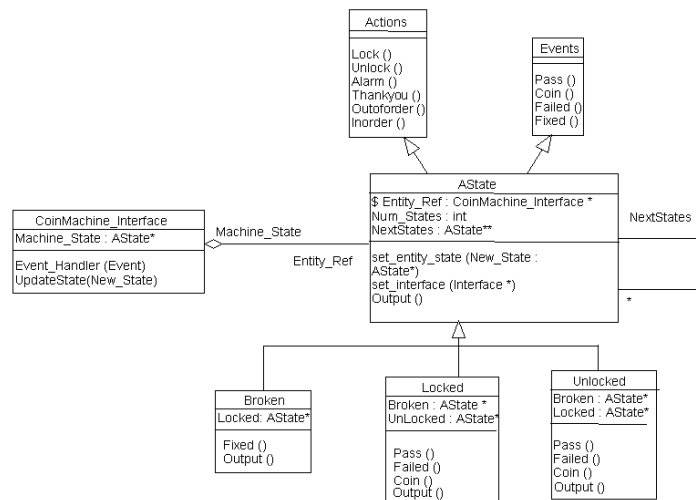 Actions
Lock ()
Unlock ()
Alarm ()
Thankyou ()
Outoforder ()
Inorder ()
Events
Pass ()
Coin ()
Failed ()
Fixed ()
AState
$ Entity_Ref : CoinMachine_Interface *
Num_States : int
NextStates : AState**
set_entity_state (New_State :
AState*)
set_interface (Interface *)
Output ()
NextStates
*
CoinMachine_Interface
Machine_State : AState*
Event_Handler (Event)
UpdateState(New_State)
Machine_State
Entity_Ref
Broken
Locked: AState*
Fixed ()
Output ()
Locked
Broken : AState *
UnLocked : AState*
Pass ()
Failed ()
Coin ()
Output ()
Unlocked
Broken : AState*
Locked : AState*
Pass ()
Failed ()
Coin ()
Output ()